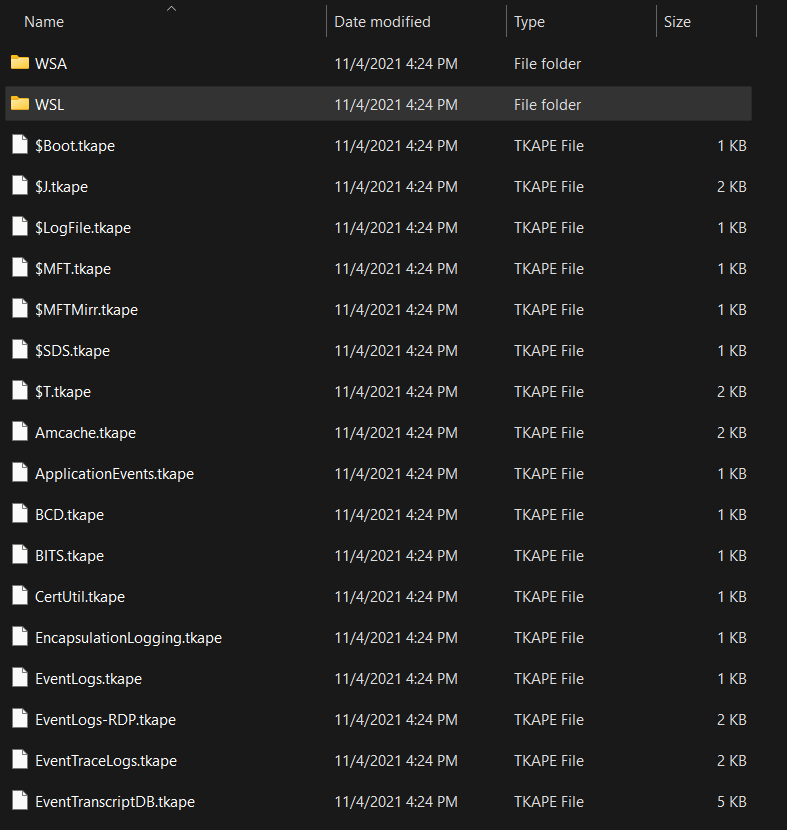 Name Date modified Type Size
WSA 11/4/2021 4:24 PM File folder
WSL 11/4/2021 4:24 PM File folder
$Boot.tkape 11/4/2021 4:24 PM TKAPE File 1 KB
$J.tkape 11/4/2021 4:24 PM TKAPE File 2 KB
$LogFile.tkape 11/4/2021 4:24 PM TKAPE File 1 KB
$MFT.tkape 11/4/2021 4:24 PM TKAPE File 1 KB
$MFTMirr.tkape 11/4/2021 4:24 PM TKAPE File 1 KB
$SDS.tkape 11/4/2021 4:24 PM TKAPE File 1 KB
$T.tkape 11/4/2021 4:24 PM TKAPE File 2 KB
Amcache.tkape 11/4/2021 4:24 PM TKAPE File 2 KB
ApplicationEvents.tkape 11/4/2021 4:24 PM TKAPE File 1 KB
BCD.tkape 11/4/2021 4:24 PM TKAPE File 1 KB
BITS.tkape 11/4/2021 4:24 PM TKAPE File 1 KB
CertUtil.tkape 11/4/2021 4:24 PM TKAPE File 1 KB
EncapsulationLogging.tkape 11/4/2021 4:24 PM TKAPE File 1 KB
EventLogs.tkape 11/4/2021 4:24 PM TKAPE File 1 KB
EventLogs-RDP.tkape 11/4/2021 4:24 PM TKAPE File 2 KB
EventTraceLogs.tkape 11/4/2021 4:24 PM TKAPE File 2 KB
EventTranscriptDB.tkape 11/4/2021 4:24 PM TKAPE File 5 KB